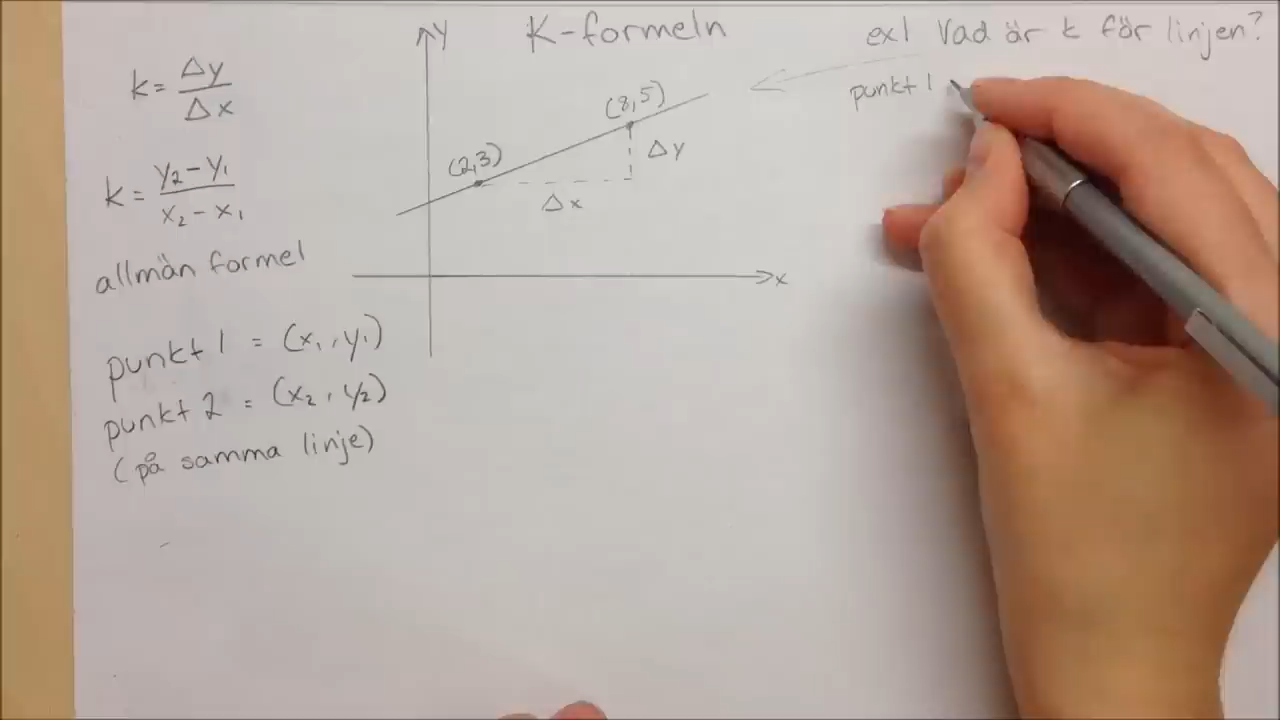 K-formeln
k = Δy / Δx
k = y₂ - y₁ / x₂ - x₁
allmän formel
punkt 1 = (x₁, y₁)
punkt 2 = (x₂, y₂)
(på samma linje)
y
(8,5)
(2,3)
Δy
Δx
x
ex1 Vad är k för linjen?
punkt 1